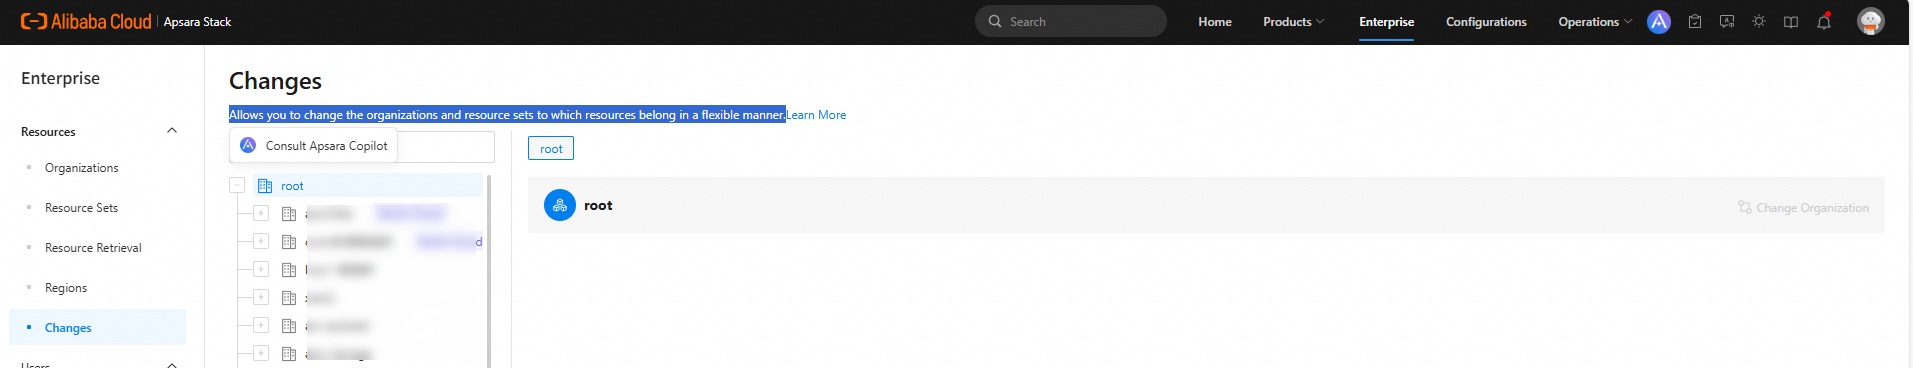 Alibaba Cloud | Apsara Stack
Search
Home
Products
Enterprise
Configurations
Operations
Enterprise
Resources
Organizations
Resource Sets
Resource Retrieval
Regions
Changes
Users
Changes
Allows you to change the organizations and resource sets to which resources belong in a flexible manner. Learn More
Consult Apsara Copilot
root
root
root
Change Organization